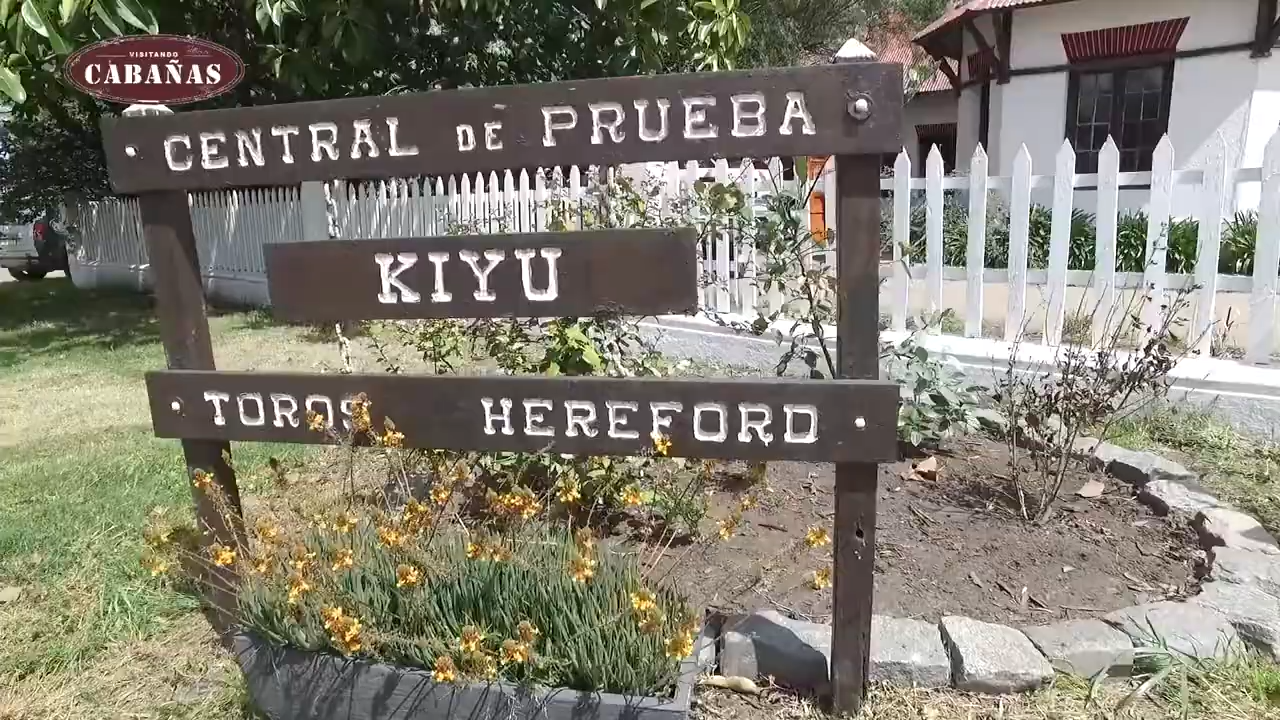 VISITANDO
CABAÑAS
CENTRAL DE PRUEBA
KIYU
TOROS HEREFORD